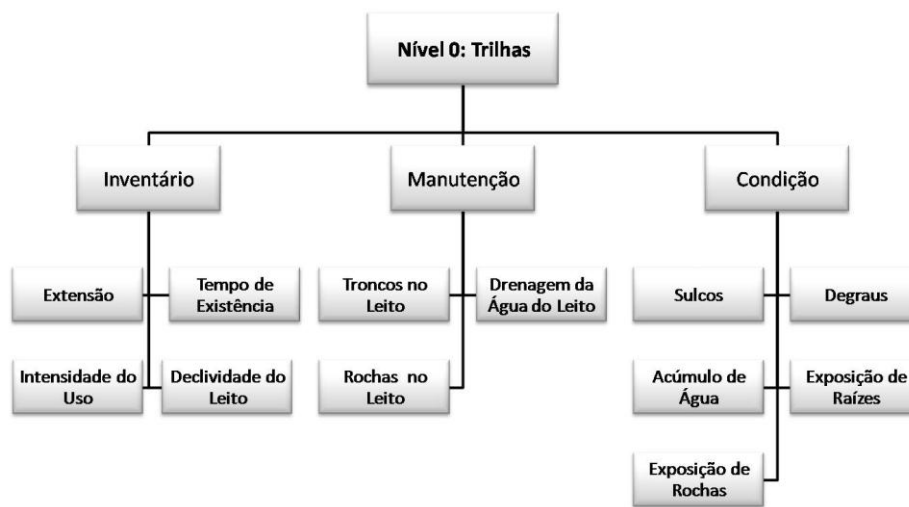 Nível 0: Trilhas
Inventário
Manutenção
Condição
Extensão
Tempo de
Existência
Intensidade do
Uso
Declividade do
Leito
Troncos no
Leito
Drenagem da
Água do Leito
Rochas no
Leito
Sulcos
Degraus
Acúmulo de
Água
Exposição de
Raízes
Exposição de
Rochas